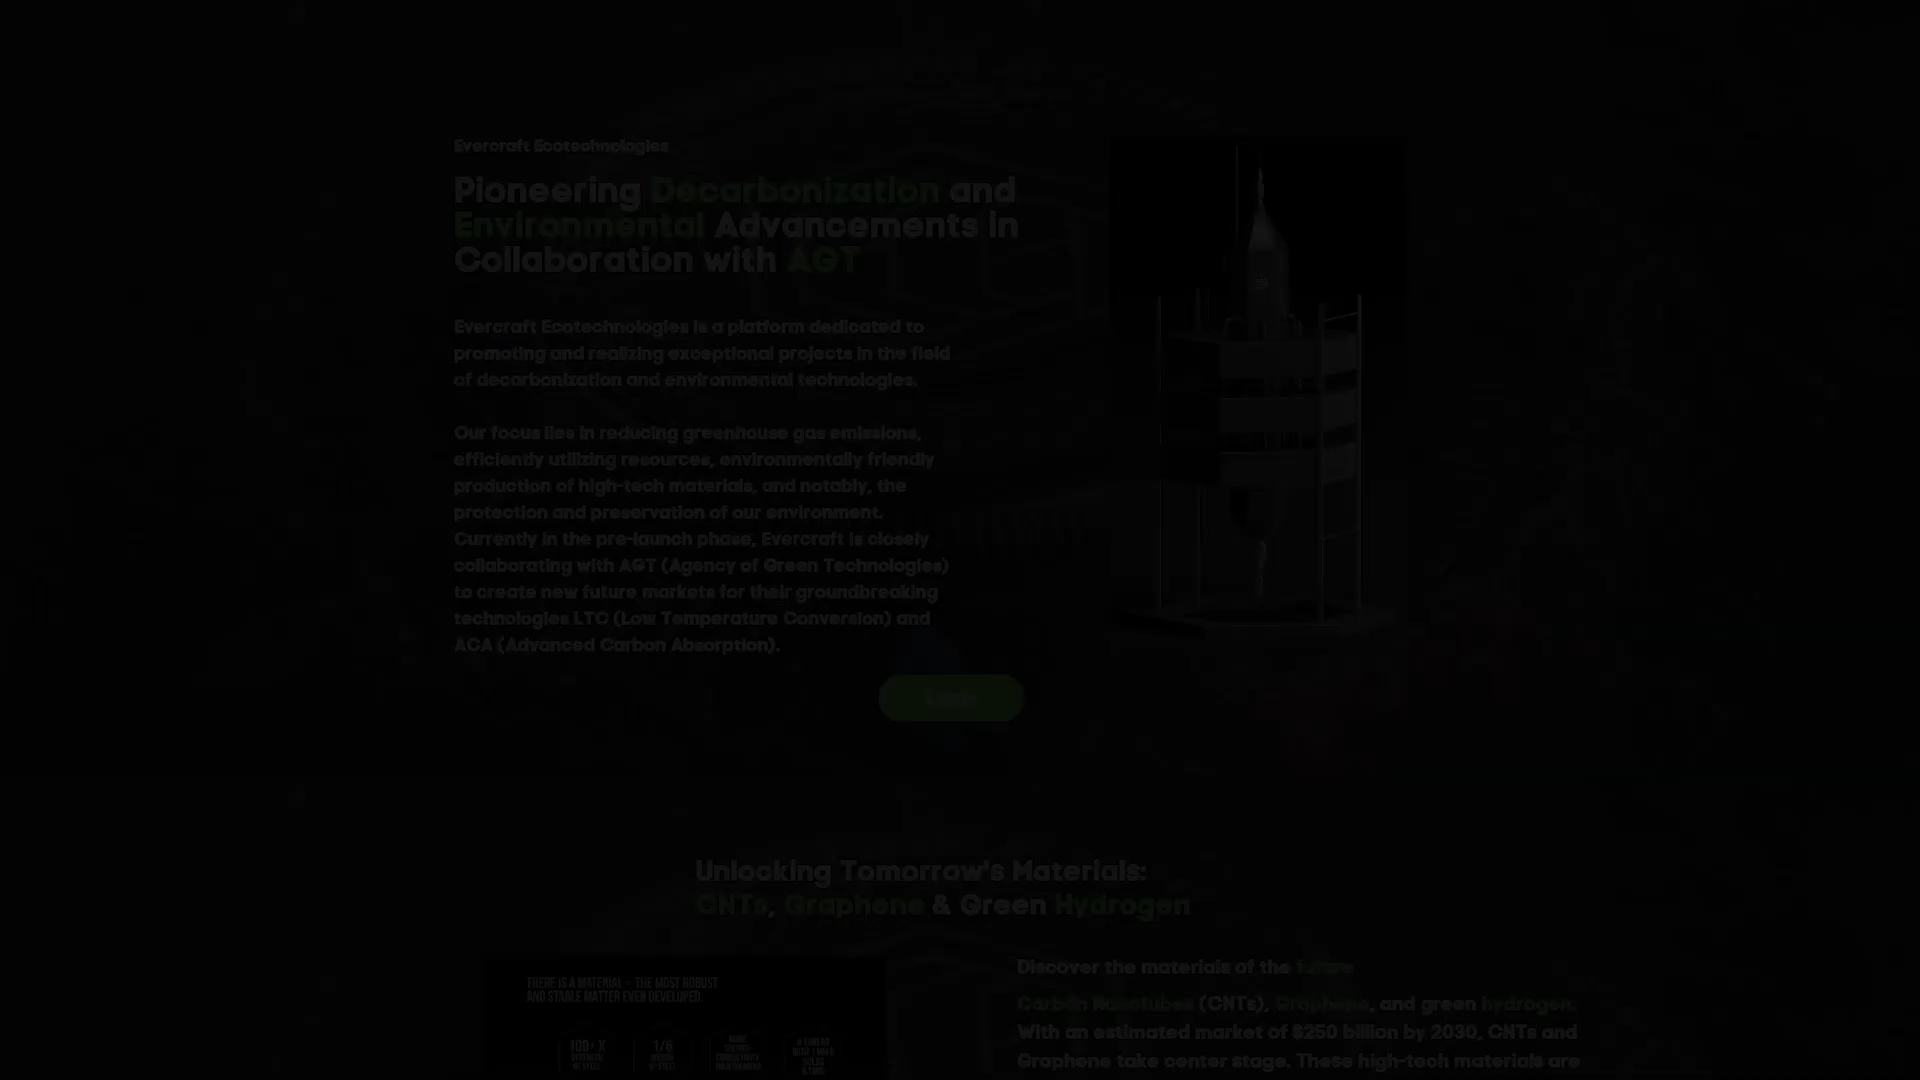 Evercraft Ecotechnologies
Pioneering Decarbonization and
Environmental Advancements in
Collaboration with AGT
Evercraft Ecotechnologies is a platform dedicated to
promoting and realizing exceptional projects in the field
of decarbonization and environmental technologies.
Our focus lies in reducing greenhouse gas emissions,
efficiently utilizing resources, environmentally friendly
production of high-tech materials, and notably, the
protection and preservation of our environment.
Currently in the pre-launch phase, Evercraft is closely
collaborating with AGT (Agency of Green Technologies)
to create new future markets for their groundbreaking
technologies LTC (Low Temperature Conversion) and
ACA (Advanced Carbon Absorption).
Unlocking Tomorrow's Materials:
CNTs, Graphene & Green Hydrogen
THERE IS A MATERIAL - THE MOST ROBUST
AND STABLE MATTER EVER DEVELOPED.
100+ X
1/6
Discover the materials of the future
Carbon Nanotubes (CNTs), Graphene, and green hydrogen.
With an estimated market of $250 billion by 2030, CNTs and
Graphene take center stage. These high-tech materials are